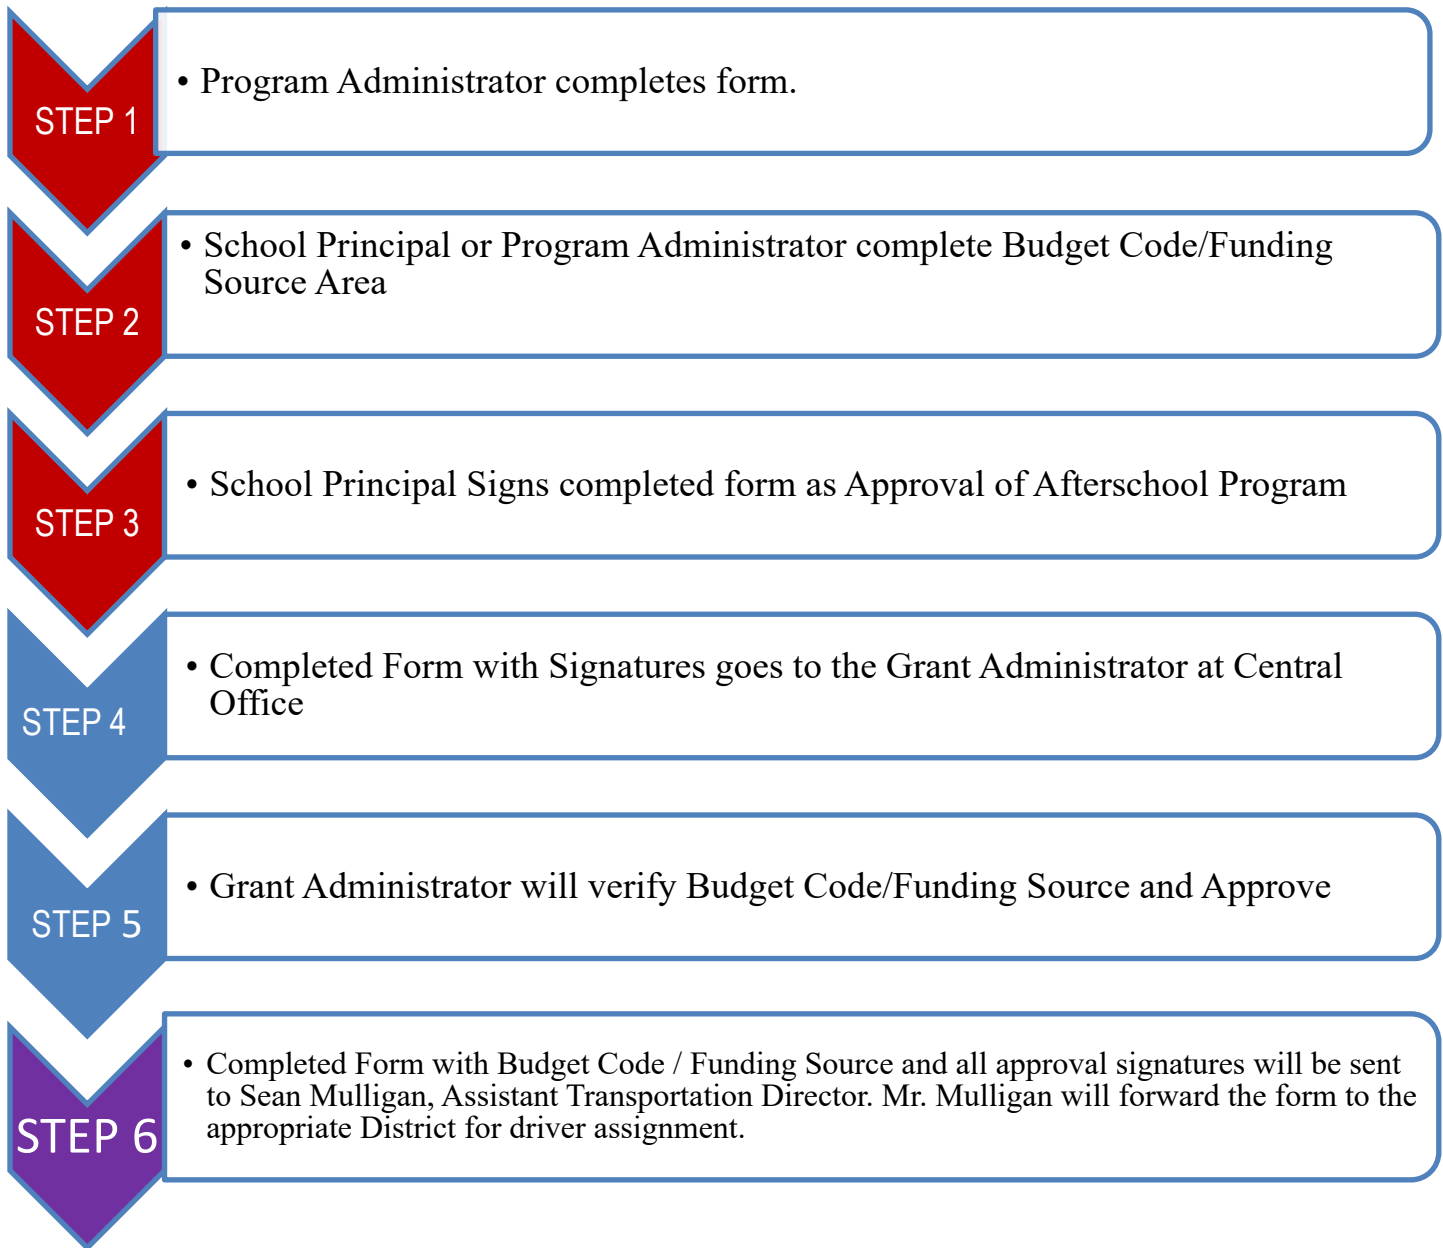 STEP 1
• Program Administrator completes form.
STEP 2
• School Principal or Program Administrator complete Budget Code/Funding
Source Area
STEP 3
• School Principal Signs completed form as Approval of Afterschool Program
STEP 4
• Completed Form with Signatures goes to the Grant Administrator at Central
Office
STEP 5
• Grant Administrator will verify Budget Code/Funding Source and Approve
STEP 6
• Completed Form with Budget Code / Funding Source and all approval signatures will be sent
to Sean Mulligan, Assistant Transportation Director. Mr. Mulligan will forward the form to the
appropriate District for driver assignment.